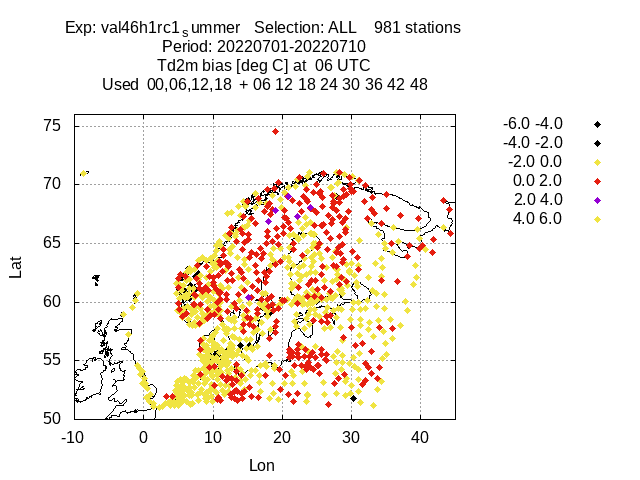 Exp: val46h1rc1summer Selection: ALL 981 stations
Period: 20220701-20220710
Td2m bias [deg C] at 06 UTC
Used 00,06,12,18 + 06 12 18 24 30 36 42 48
75
70
65
60
55
50
-10 0 10 20 30 40
Lat
Lon
-6.0 -4.0
-4.0 -2.0
-2.0 0.0
0.0 2.0
2.0 4.0
4.0 6.0